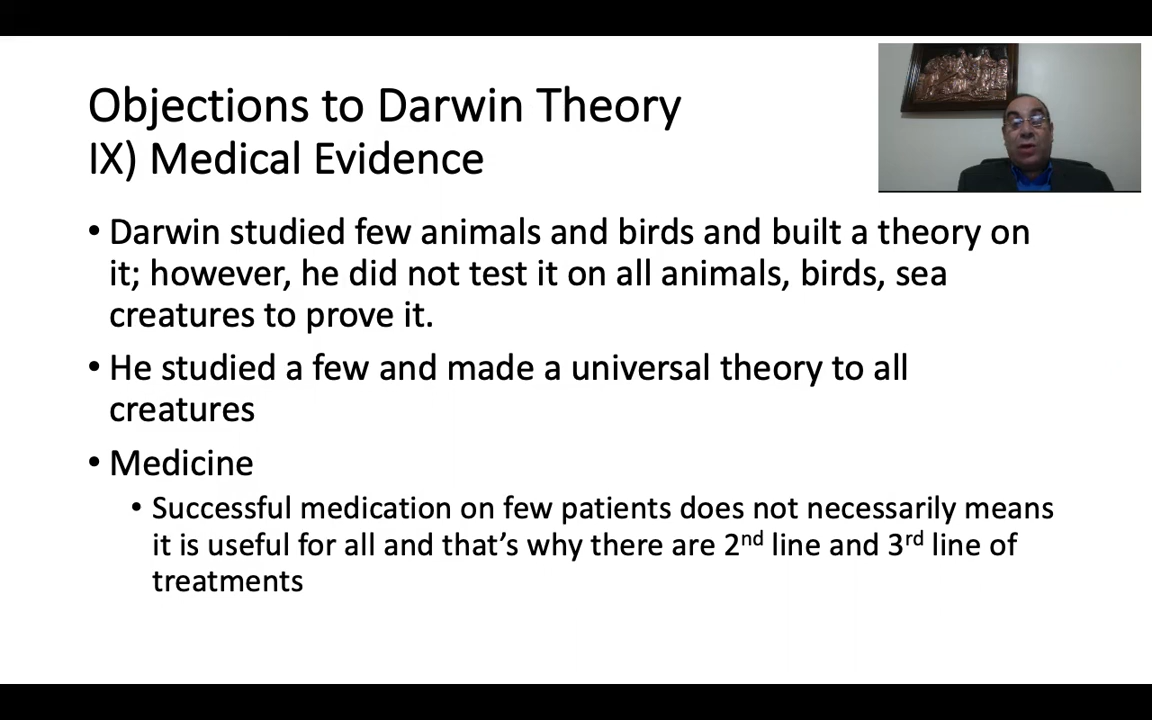 Objections to Darwin Theory
IX) Medical Evidence
• Darwin studied few animals and birds and built a theory on
it; however, he did not test it on all animals, birds, sea
creatures to prove it.
• He studied a few and made a universal theory to all
creatures
• Medicine
• Successful medication on few patients does not necessarily means
it is useful for all and that’s why there are 2nd line and 3rd line of
treatments